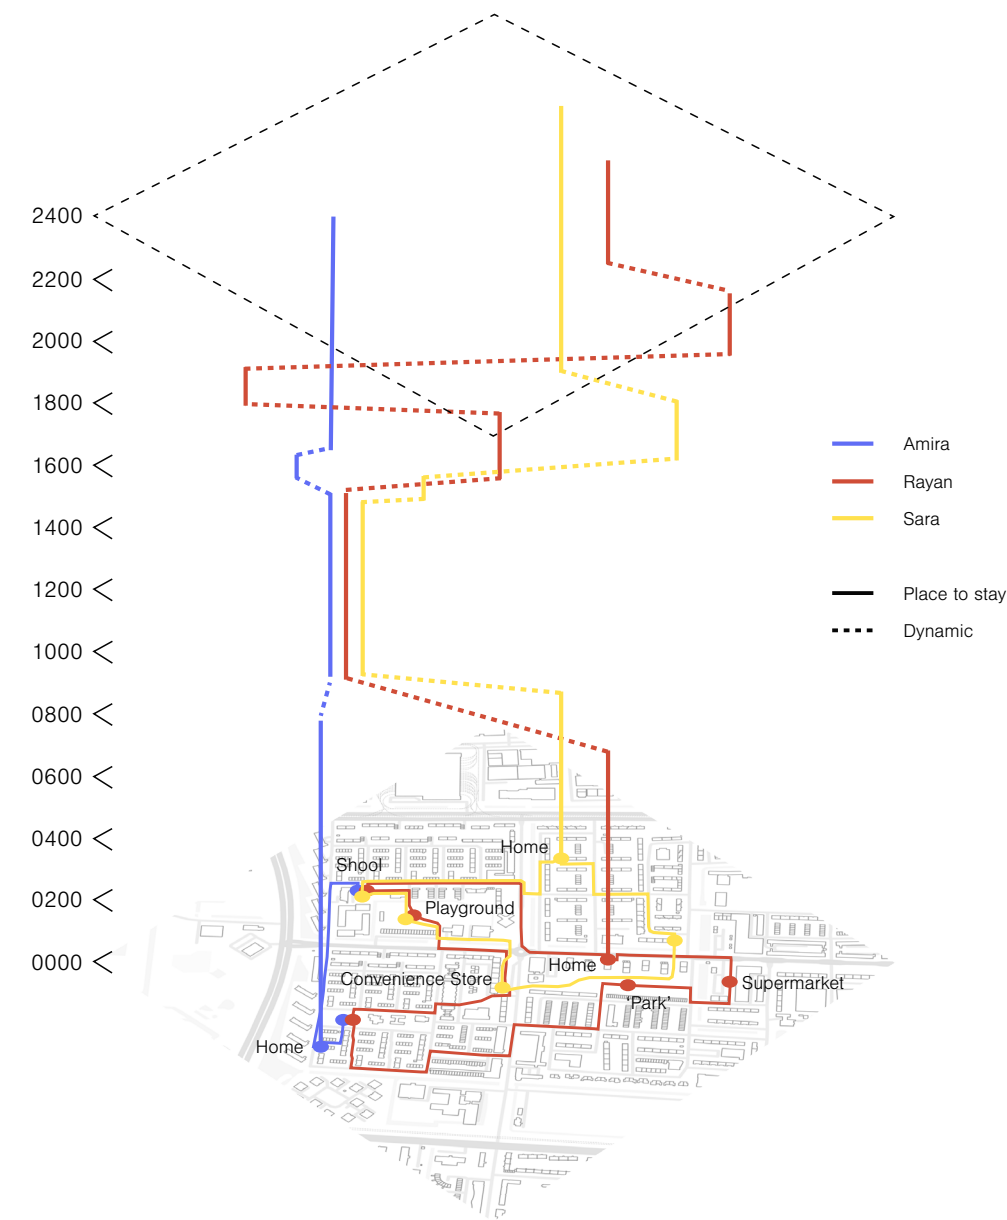 2400
2200
2000
1800
1600
1400
1200
1000
0800
0600
0400
0200
0000
Amira
Rayan
Sara
Place to stay
Dynamic
Home
Shool
Playground
Home
Convenience Store
Supermarket
'Park'
Home